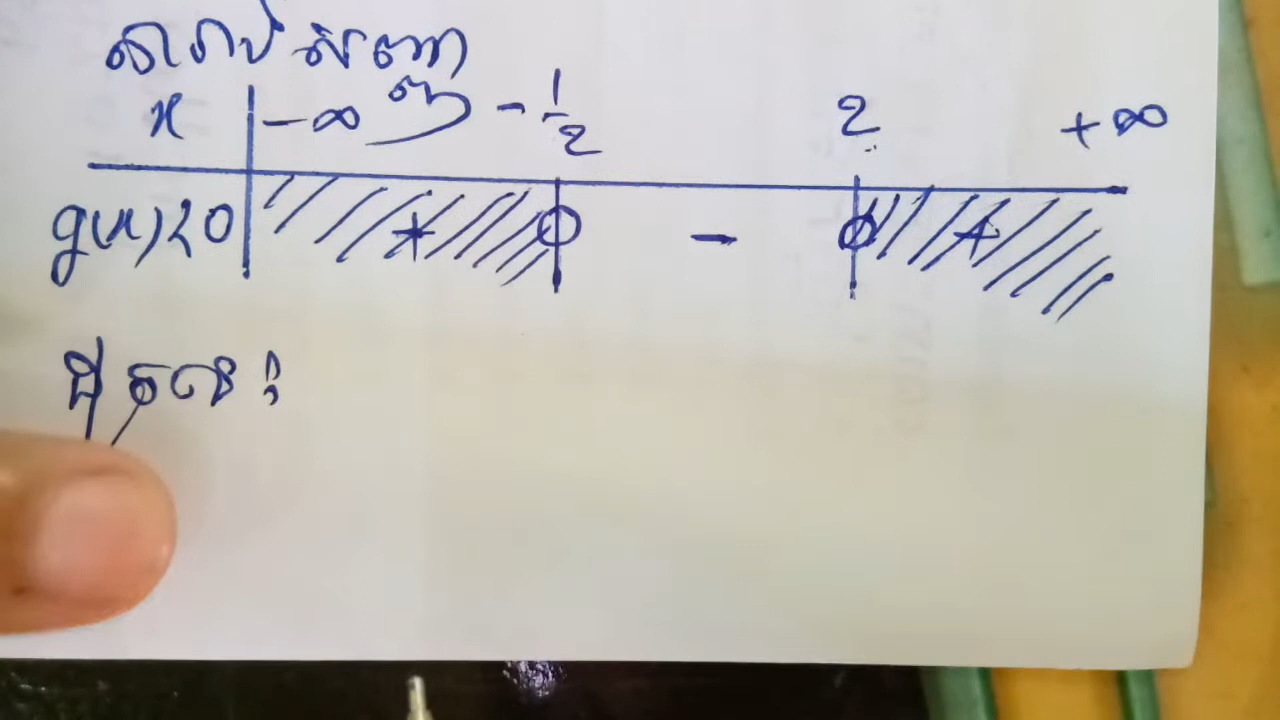 តារាងសញ្ញា
x -∞ - 1/2 2 +∞
g(x)<0 + 0 - 0 +
ដូចនេះ: